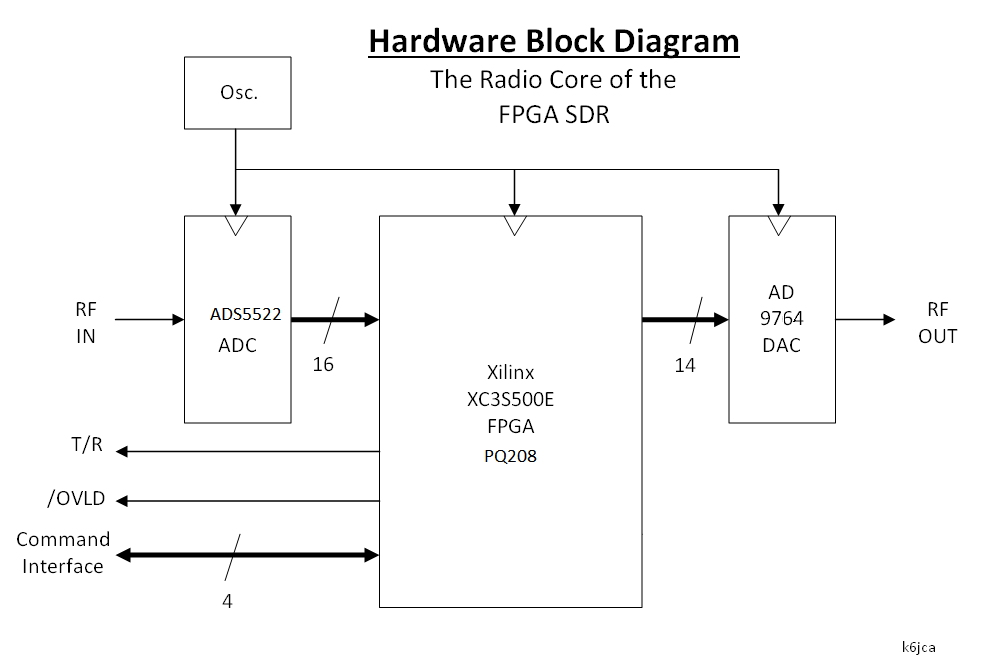 Hardware Block Diagram
The Radio Core of the
FPGA SDR
Osc.
RF
IN
ADS5522
ADC
16
Xilinx
XC3S500E
FPGA
PQ208
14
AD
9764
DAC
RF
OUT
T/R
/OVLD
Command
Interface
4
k6jca